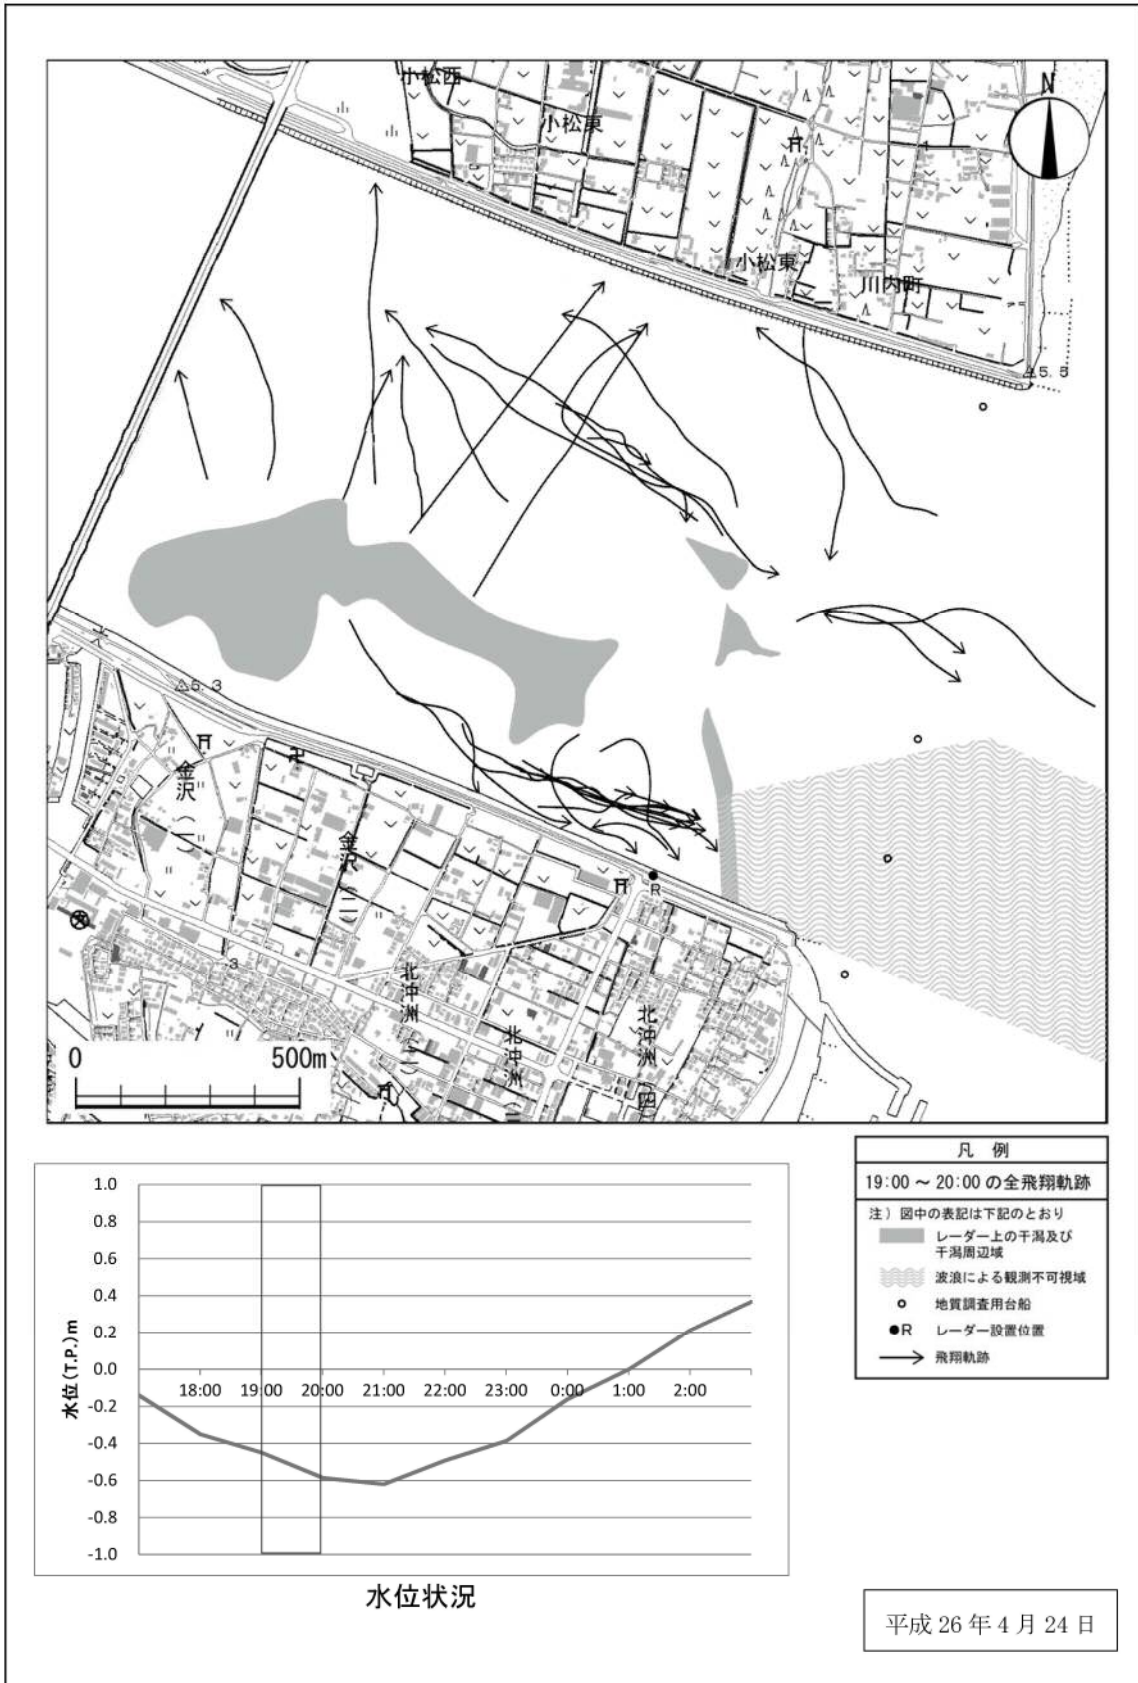 小松西
小松東
N
小松東
川内町
5.5
5.3
金沢(一)
金沢(二)
R
3
北沖洲(二)
北沖洲(三
北沖洲 四
0 500m
凡 例
19:00 ~ 20:00 の全飛翔軌跡
注) 図中の表記は下記のとおり
レーダー上の干潟及び
干潟周辺域
波浪による観測不可視域
地質調査用台船
●R レーダー設置位置
飛翔軌跡
水位(T.P.)m
1.0
0.8
0.6
0.4
0.2
0.0
-0.2
-0.4
-0.6
-0.8
-1.0
18:00 19:00 20:00 21:00 22:00 23:00 0:00 1:00 2:00
水位状況
平成 26 年 4 月 24 日